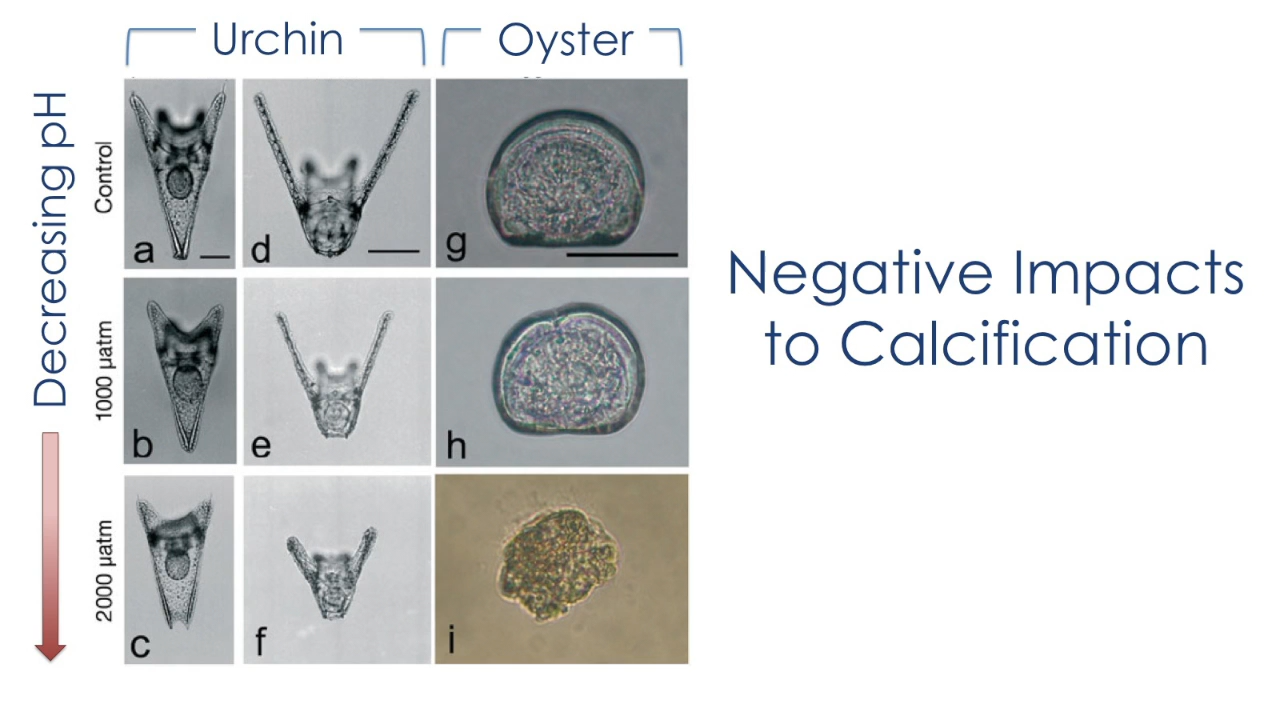 Urchin
Oyster
Decreasing pH
Control
a
d
g
1000 µatm
b
e
h
2000 µatm
c
f
i
Negative Impacts
to Calcification